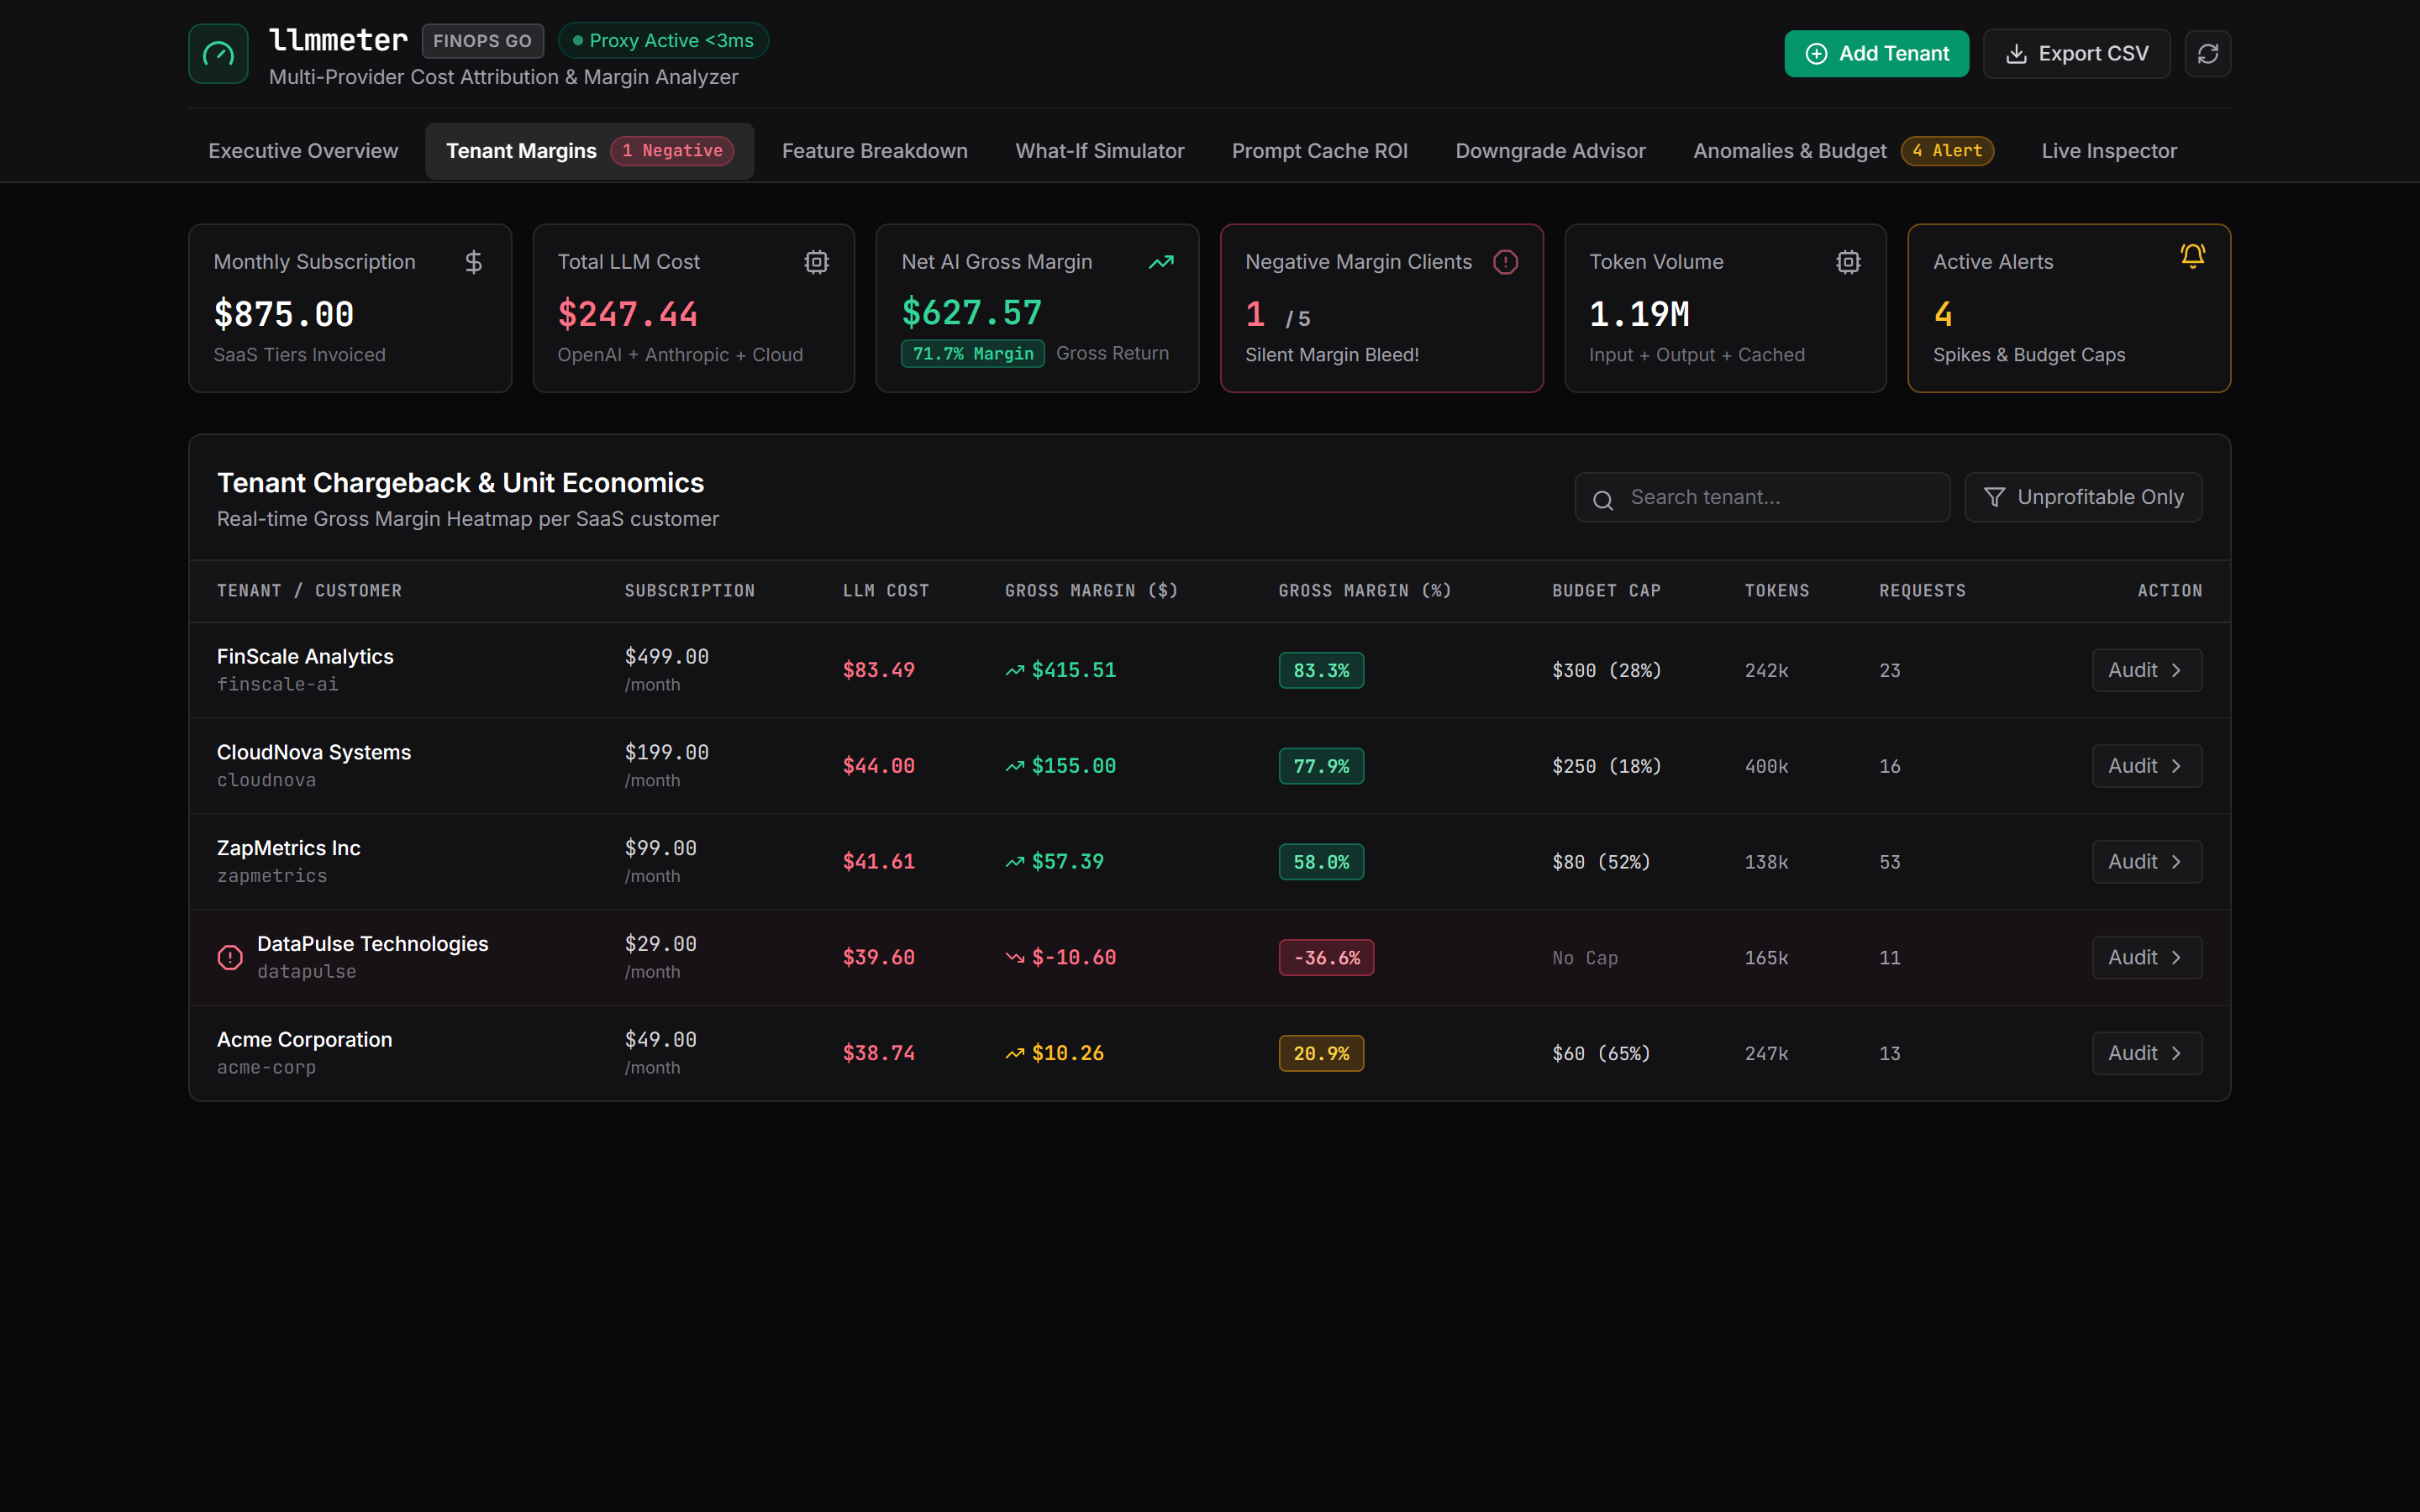 llmmeter FINOPS GO Proxy Active <3ms
Multi-Provider Cost Attribution & Margin Analyzer
Add Tenant Export CSV
Executive Overview Tenant Margins 1 Negative Feature Breakdown What-If Simulator Prompt Cache ROI Downgrade Advisor Anomalies & Budget 4 Alert Live Inspector
Monthly Subscription
$875.00
SaaS Tiers Invoiced
Total LLM Cost
$247.44
OpenAI + Anthropic + Cloud
Net AI Gross Margin
$627.57
71.7% Margin Gross Return
Negative Margin Clients
1 / 5
Silent Margin Bleed!
Token Volume
1.19M
Input + Output + Cached
Active Alerts
4
Spikes & Budget Caps
Tenant Chargeback & Unit Economics
Real-time Gross Margin Heatmap per SaaS customer
Search tenant... Unprofitable Only
TENANT / CUSTOMER SUBSCRIPTION LLM COST GROSS MARGIN ($) GROSS MARGIN (%) BUDGET CAP TOKENS REQUESTS ACTION
FinScale Analytics $499.00 $83.49 $415.51 83.3% $300 (28%) 242k 23 Audit
finscale-ai /month
CloudNova Systems $199.00 $44.00 $155.00 77.9% $250 (18%) 400k 16 Audit
cloudnova /month
ZapMetrics Inc $99.00 $41.61 $57.39 58.0% $80 (52%) 138k 53 Audit
zapmetrics /month
DataPulse Technologies $29.00 $39.60 $-10.60 -36.6% No Cap 165k 11 Audit
datapulse /month
Acme Corporation $49.00 $38.74 $10.26 20.9% $60 (65%) 247k 13 Audit
acme-corp /month